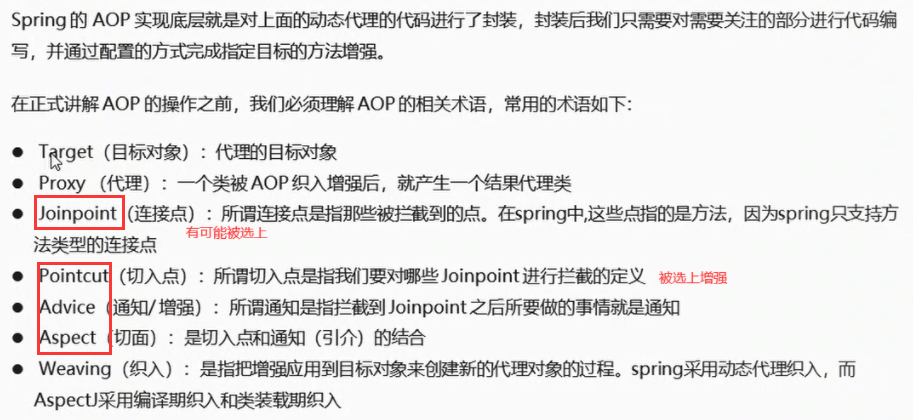 Spring 的 AOP 实现底层就是对上面的动态代理的代码进行了封装，封装后我们只需要对需要关注的部分进行代码编
写，并通过配置的方式完成指定目标的方法增强。
在正式讲解 AOP 的操作之前，我们必须理解 AOP 的相关术语，常用的术语如下：
● Target（目标对象）：代理的目标对象
● Proxy （代理）：一个类被 AOP 织入增强后，就产生一个结果代理类
● Joinpoint（连接点）：所谓连接点是指那些被拦截到的点。在spring中,这些点指的是方法，因为spring只支持方
法类型的连接点
有可能被选上
● Pointcut（切入点）：所谓切入点是指我们要对哪些 Joinpoint 进行拦截的定义 被选上增强
● Advice（通知/ 增强）：所谓通知是指拦截到 Joinpoint 之后所要做的事情就是通知
● Aspect（切面）：是切入点和通知（引介）的结合
● Weaving（织入）：是指把增强应用到目标对象来创建新的代理对象的过程。spring采用动态代理织入，而
AspectJ采用编译期织入和类装载期织入